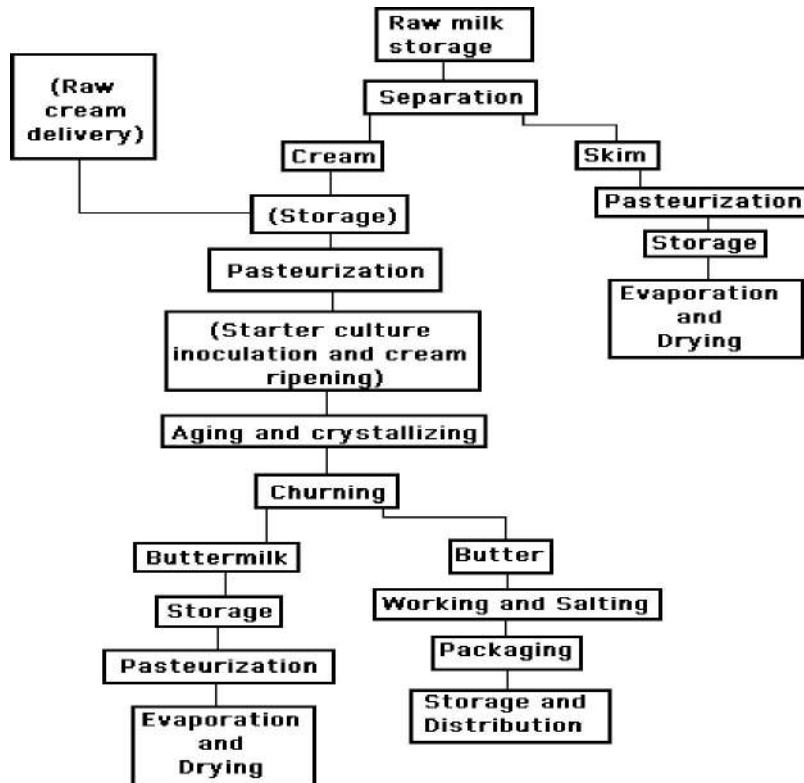 Raw milk
storage
(Raw
cream
delivery)
Separation
Cream
Skim
(Storage)
Pasteurization
Pasteurization
Storage
Evaporation
and
Drying
(Starter culture
inoculation and cream
ripening)
Aging and crystallizing
Churning
Buttermilk
Butter
Storage
Working and Salting
Pasteurization
Packaging
Evaporation
and
Drying
Storage and
Distribution